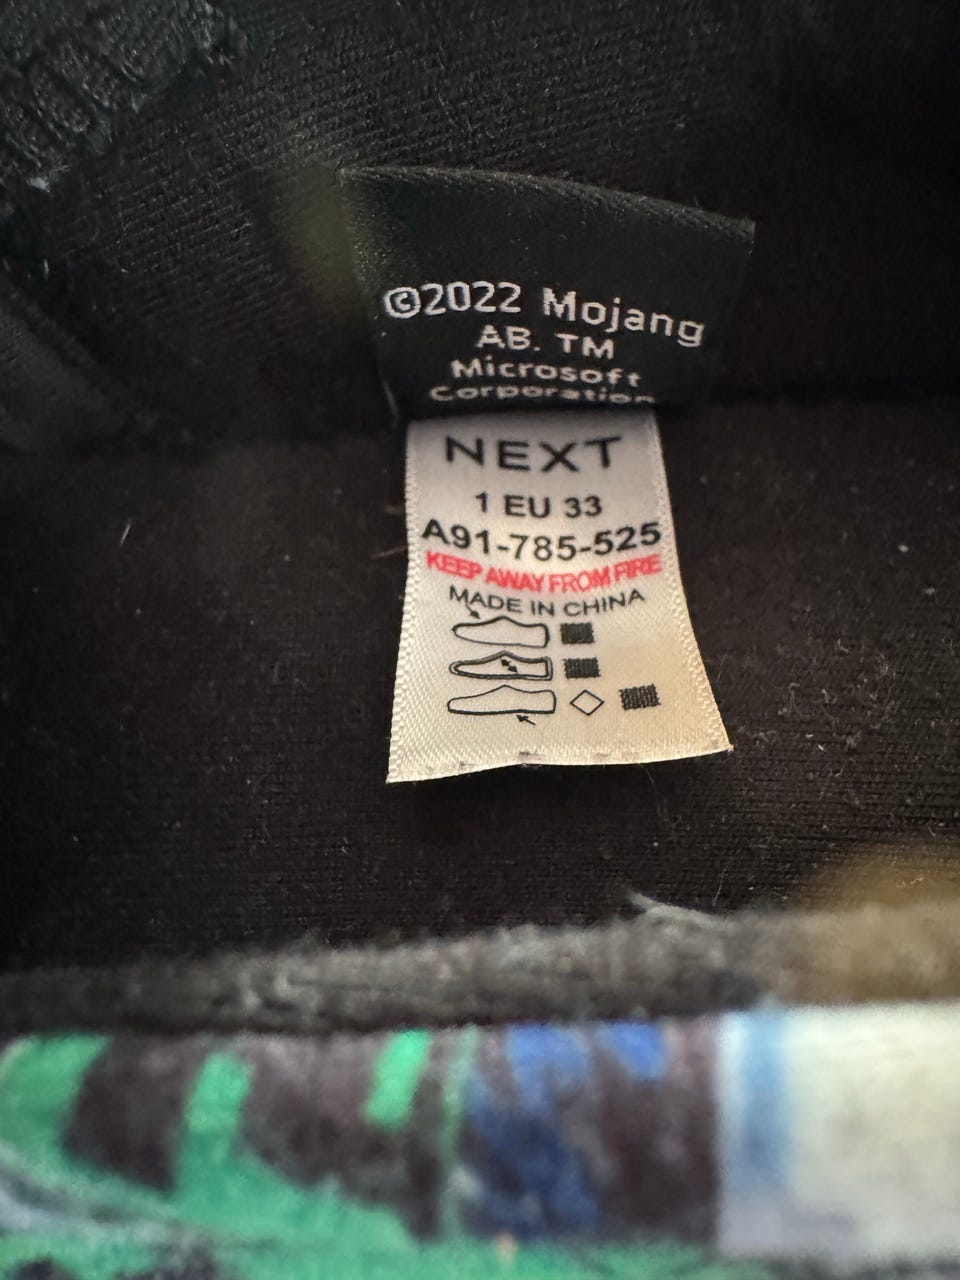 ©2022 Mojang
AB. TM
Microsoft
Corporation
NEXT
1 EU 33
A91-785-525
KEEP AWAY FROM FIRE
MADE IN CHINA